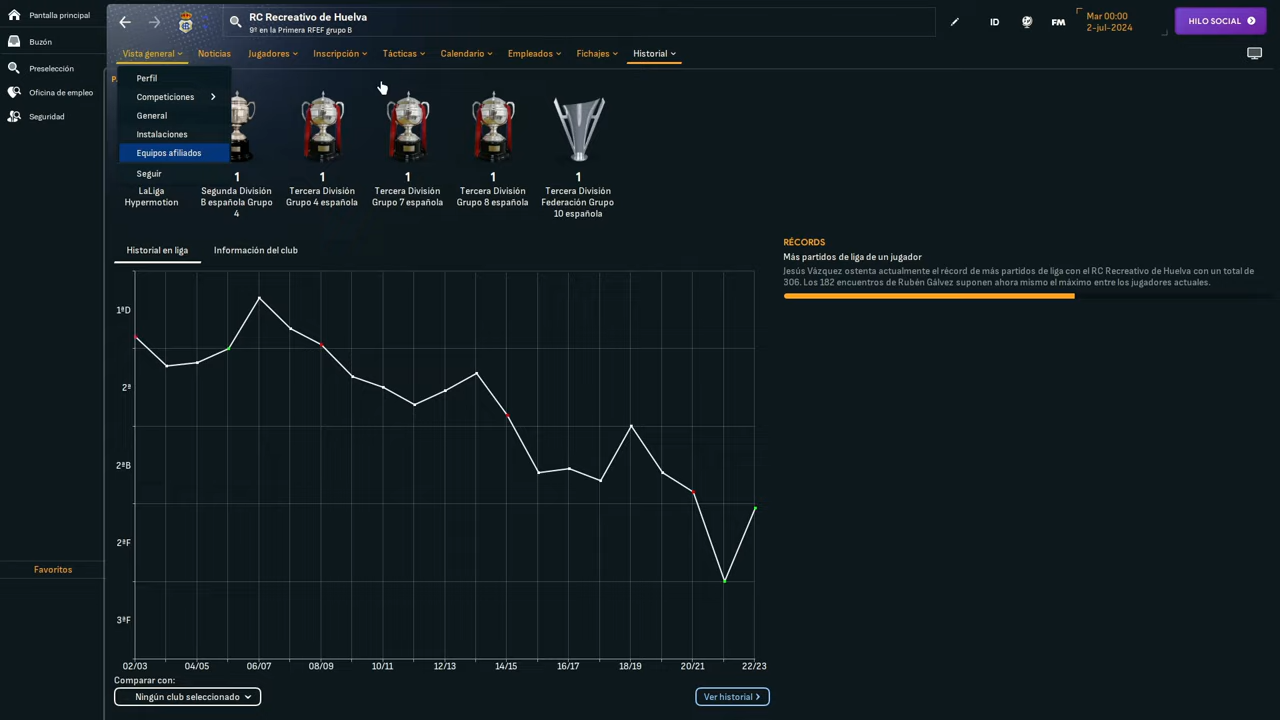 Pantalla principal
Buzón
Preselección
Oficina de empleo
Seguridad
Favoritos
RC Recreativo de Huelva
9º en la Primera RFEF grupo B
ID
FM
Mar 00:00
2-jul-2024
HILO SOCIAL
Vista general
Noticias
Jugadores
Inscripción
Tácticas
Calendario
Empleados
Fichajes
Historial
Perfil
Competiciones
General
Instalaciones
Equipos afiliados
Seguir
1
1
1
1
1
LaLiga
Hypermotion
Segunda División
B española Grupo
4
Tercera División
Grupo 4 española
Tercera División
Grupo 7 española
Tercera División
Grupo 8 española
Tercera División
Federación Grupo
10 española
Historial en liga
Información del club
1ªD
2ª
2ªB
2ªF
3ªF
02/03
04/05
06/07
08/09
10/11
12/13
14/15
16/17
18/19
20/21
22/23
Comparar con:
Ningún club seleccionado
Ver historial
RÉCORDS
Más partidos de liga de un jugador
Jesús Vázquez ostenta actualmente el récord de más partidos de liga con el RC Recreativo de Huelva con un total de
306. Los 182 encuentros de Rubén Gálvez suponen ahora mismo el máximo entre los jugadores actuales.